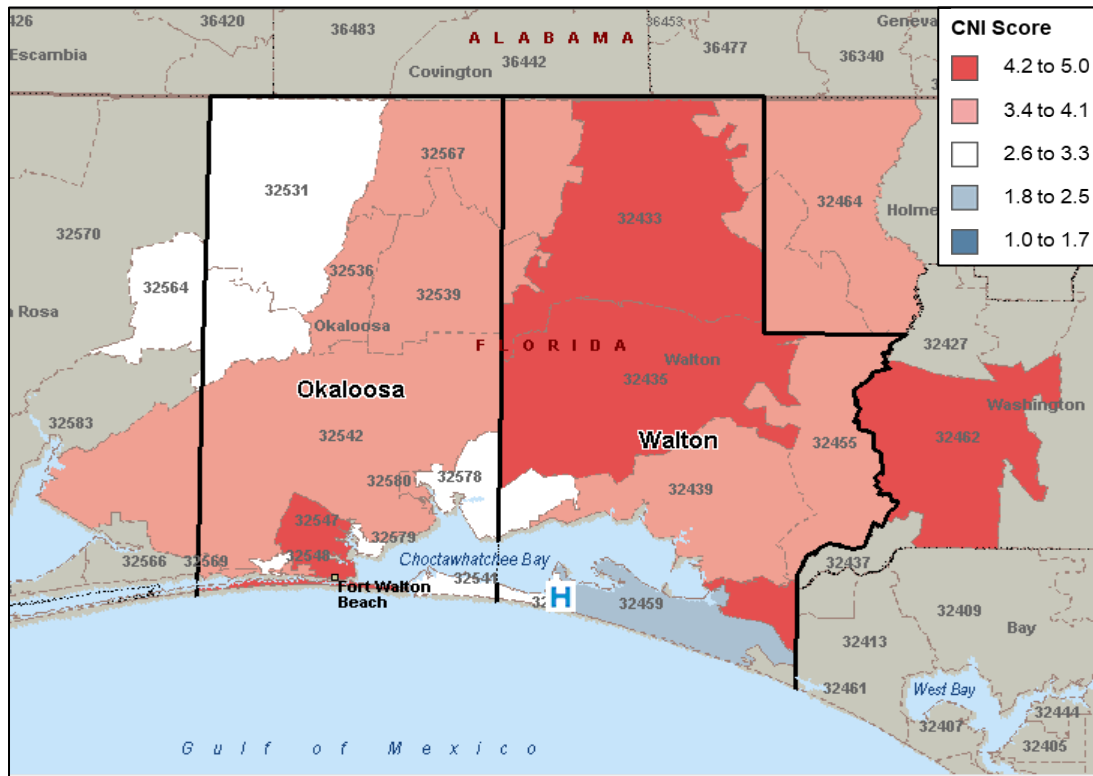 426
36420
36483
A L A B A M A
36453
36477
Geneva
Escambia
Covington
36442
36340
CNI Score
4.2 to 5.0
3.4 to 4.1
2.6 to 3.3
1.8 to 2.5
1.0 to 1.7
32567
32531
32433
32464
Holme
32570
32564
32536
32539
a Rosa
Okaloosa
F L O R I D A
Walton
32435
32427
Okaloosa
Washington
32583
32542
Walton
32455
32462
32580
32578
32439
32547
32579
32566
32569
32548
Choctawhatchee Bay
32437
Fort Walton
Beach
32541
H
32459
32409
Bay
32413
32461
West Bay
32407
32444
32405
G u l f o f M e x i c o